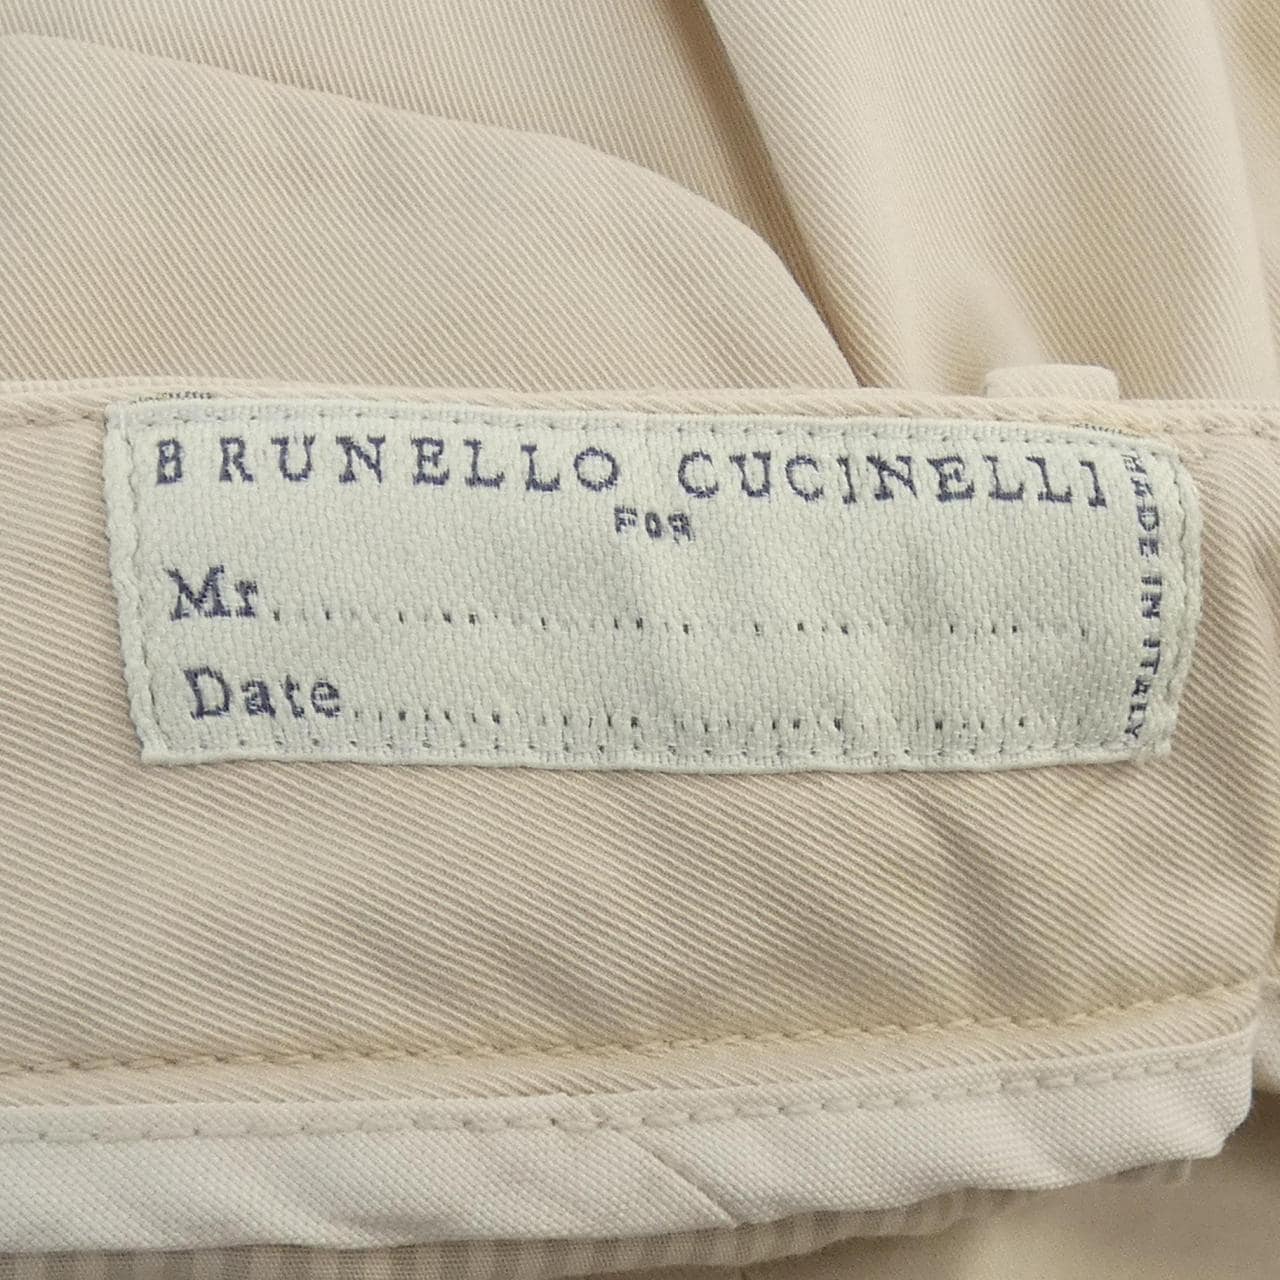 BRUNELLO CUCINELLI
FOR
Mr..............................
Date..............................
MADE IN ITALY